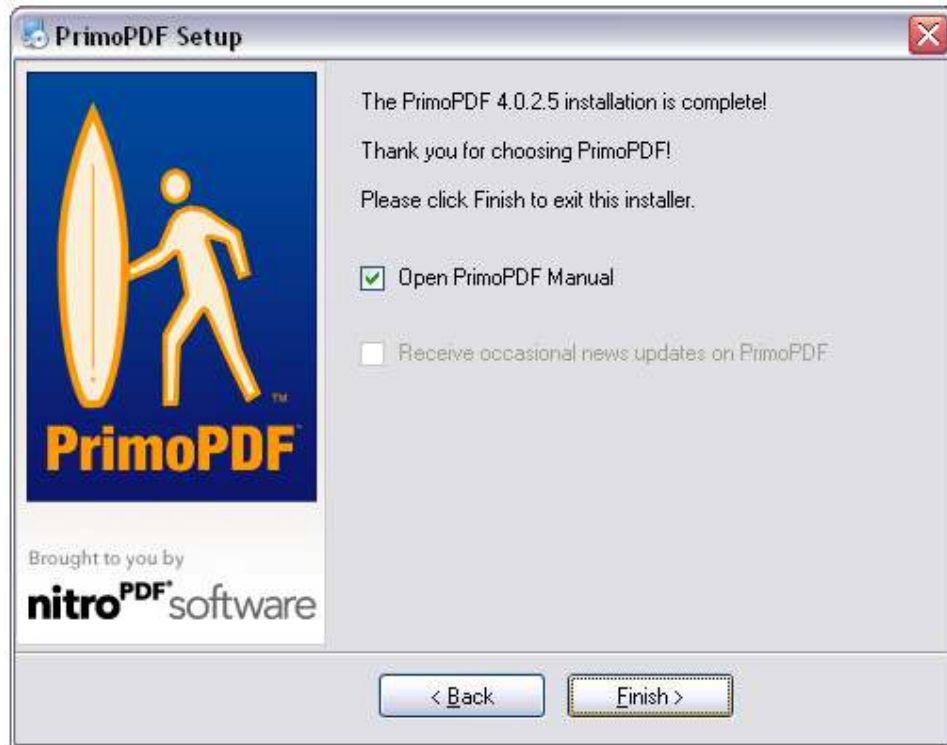 PrimoPDF Setup
The PrimoPDF 4.0.2.5 installation is complete!
Thank you for choosing PrimoPDF!
Please click Finish to exit this installer.
Open PrimoPDF Manual
Receive occasional news updates on PrimoPDF
TM
PrimoPDF
Brought to you by
nitroPDF® software
< Back
Finish >